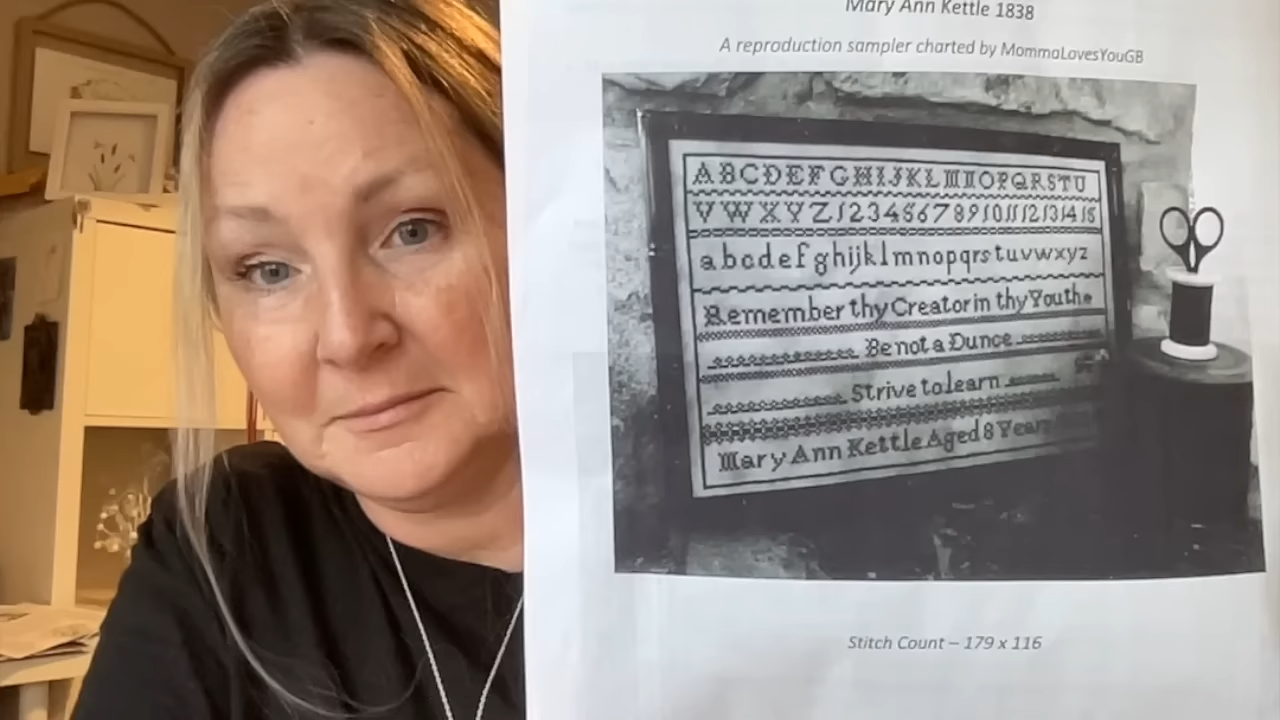 Mary Ann Kettle 1838
A reproduction sampler charted by MommaLovesYouGB
ABCDEFGHIJKLMNOPQRSTU
VWXYZ123456789101112131415
abcdefghijklmnopqrstuvwxyz
Remember thy Creator in thy Youthe
Be not a Dunce
Strive to learn
Mary Ann Kettle Aged 8 Years
Stitch Count – 179 x 116